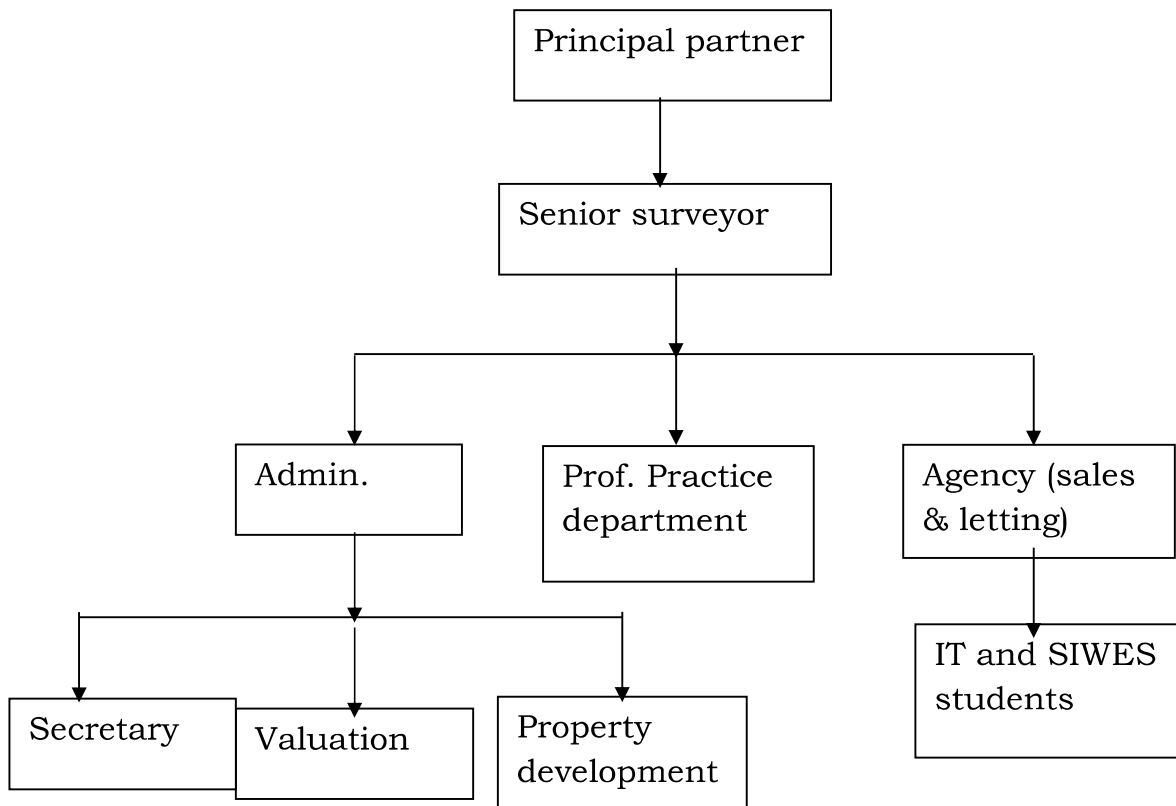 Principal partner
Senior surveyor
Admin.
Prof. Practice
department
Agency (sales
& letting)
IT and SIWES
students
Secretary
Valuation
Property
development